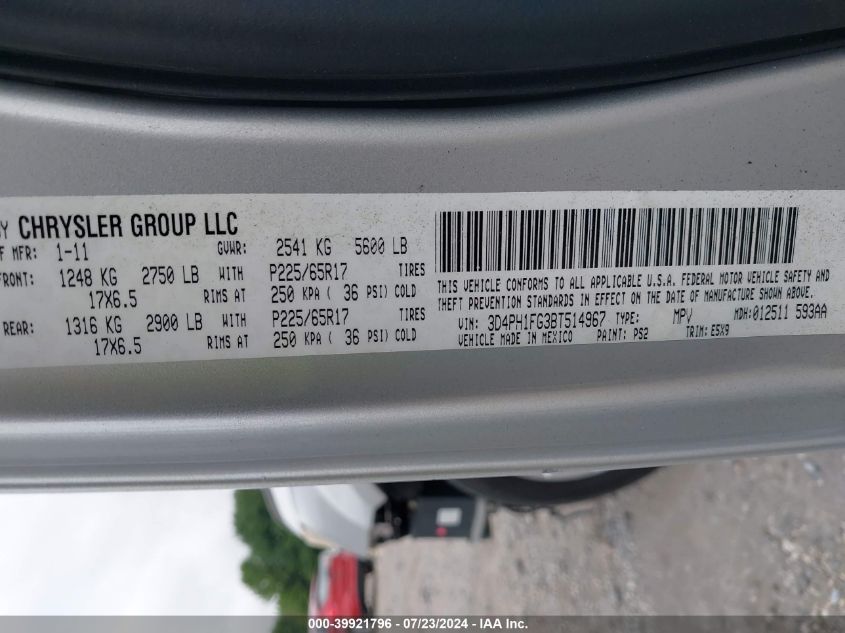 BY CHRYSLER GROUP LLC
OF MFR: 1-11 GVWR: 2541 KG 5600 LB
FRONT: 1248 KG 2750 LB WITH P225/65R17 TIRES
17X6.5 RIMS AT 250 KPA ( 36 PSI) COLD
REAR: 1316 KG 2900 LB WITH P225/65R17 TIRES
17X6.5 RIMS AT 250 KPA ( 36 PSI) COLD
THIS VEHICLE CONFORMS TO ALL APPLICABLE U.S.A. FEDERAL MOTOR VEHICLE SAFETY AND
THEFT PREVENTION STANDARDS IN EFFECT ON THE DATE OF MANUFACTURE SHOWN ABOVE.
VIN: 3D4PH1FG3BT514967 TYPE: MPV MDH:012511 593AA
VEHICLE MADE IN MEXICO PAINT: PS2 TRIM: E5X9
000-39921796 - 07/23/2024 - IAA Inc.